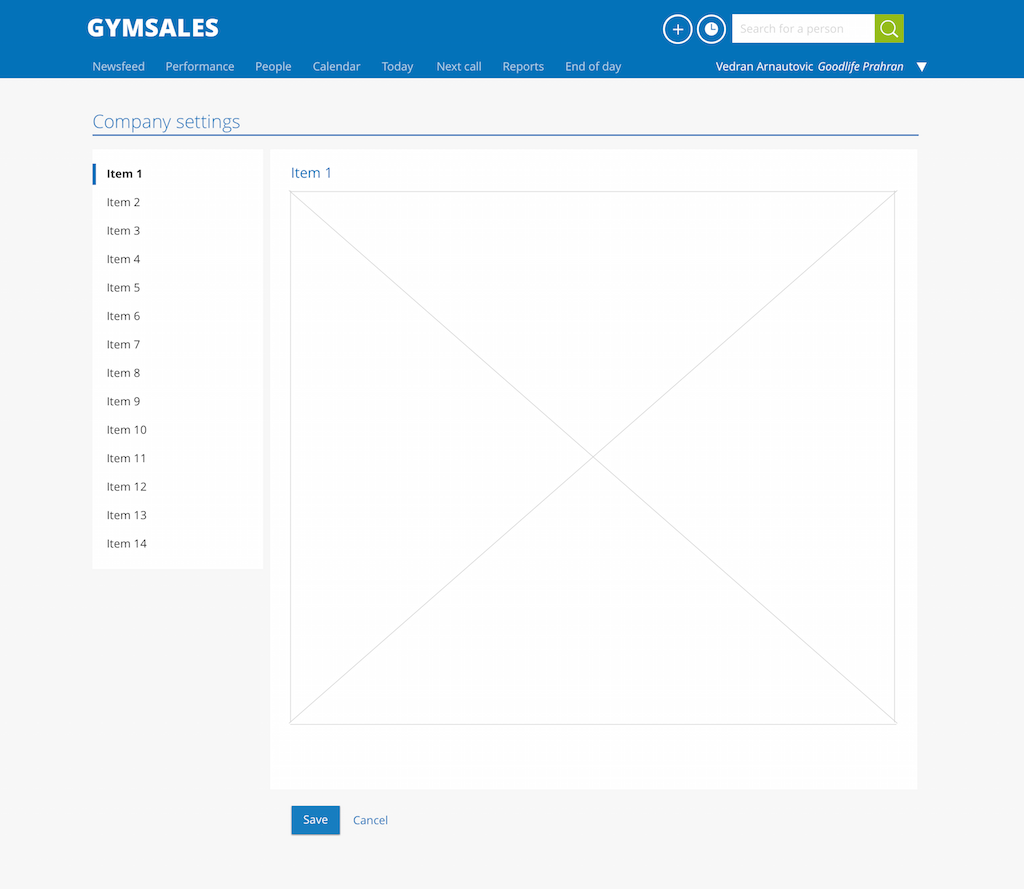 GYMSALES
Search for a person
Newsfeed Performance People Calendar Today Next call Reports End of day Vedran Arnautovic Goodlife Prahran
Company settings
Item 1
Item 2
Item 3
Item 4
Item 5
Item 6
Item 7
Item 8
Item 9
Item 10
Item 11
Item 12
Item 13
Item 14
Item 1
Save Cancel